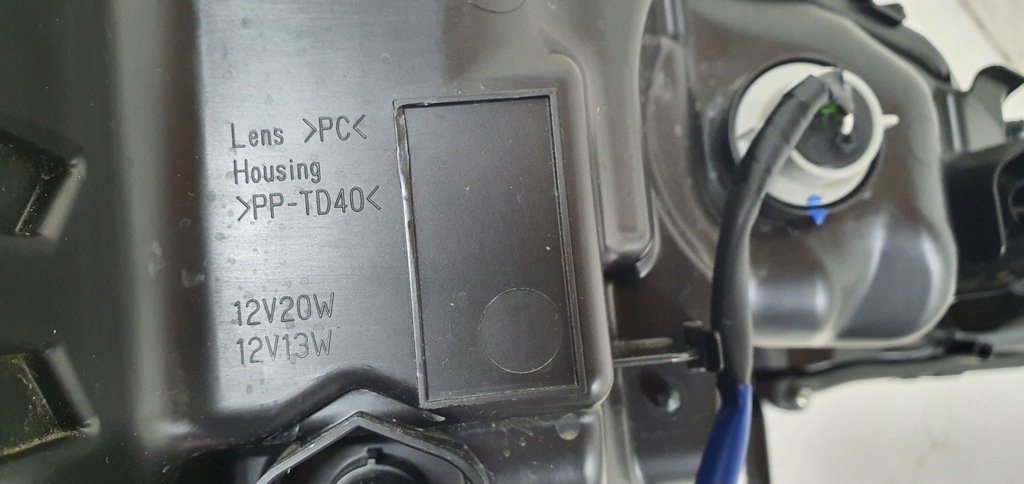 Lens >PC<
Housing
>PP-TD40<
12V20W
12V13W